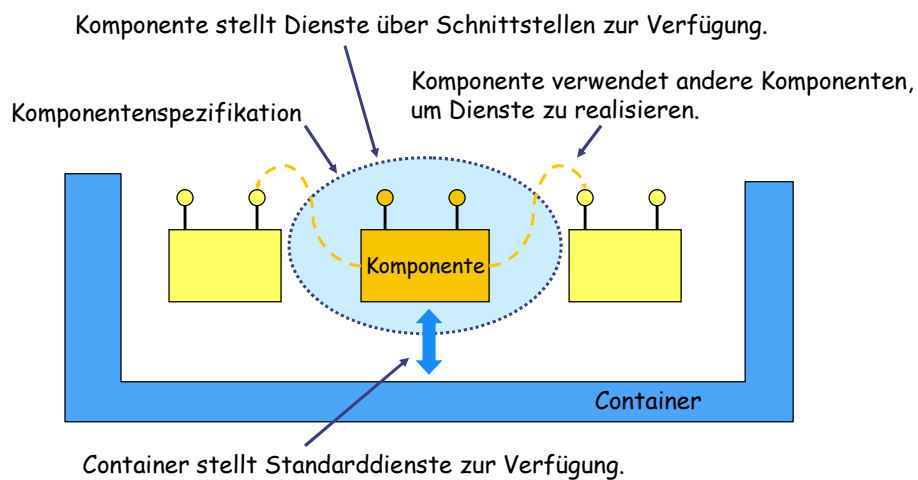 Komponente stellt Dienste über Schnittstellen zur Verfügung.
Komponente verwendet andere Komponenten,
um Dienste zu realisieren.
Komponentenspezifikation
Komponente
Container
Container stellt Standarddienste zur Verfügung.